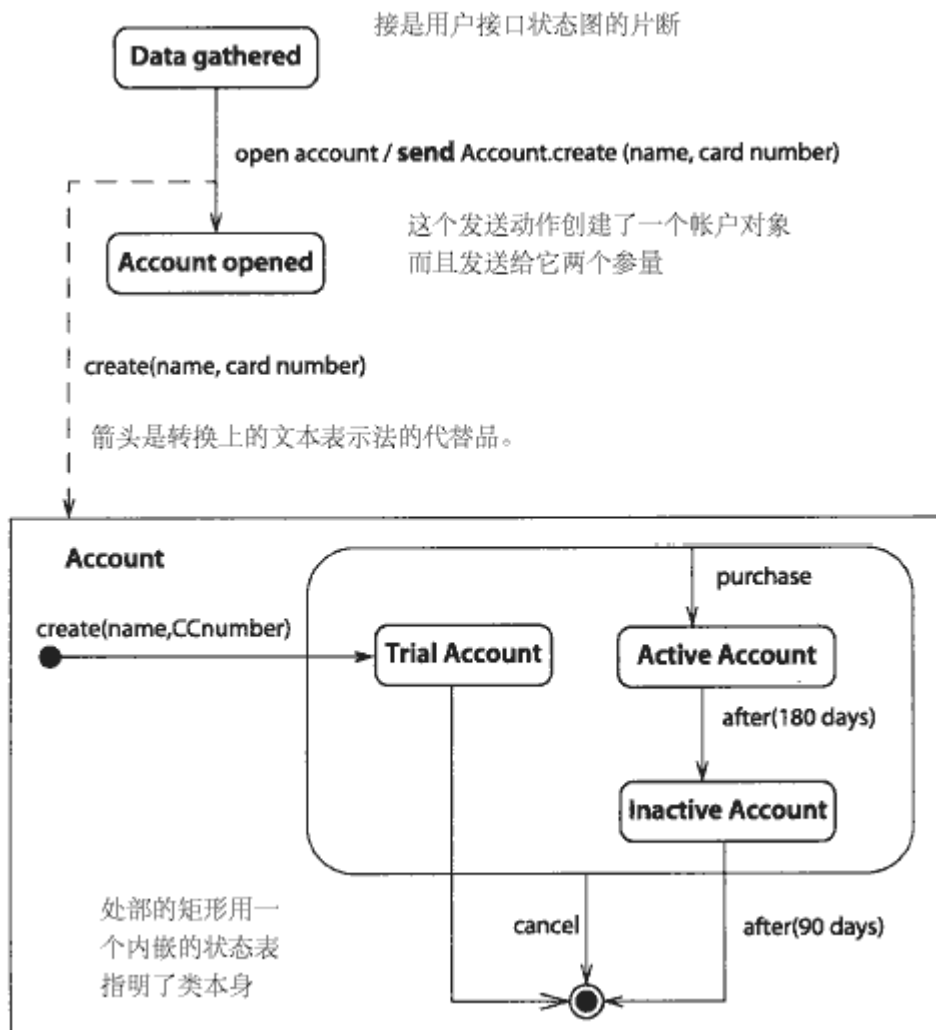 接是用户接口状态图的片断
Data gathered
open account / send Account.create (name, card number)
这个发送动作创建了一个帐户对象
而且发送给它两个参量
Account opened
create(name, card number)
箭头是转换上的文本表示法的代替品。
Account
purchase
create(name,CCnumber)
Trial Account
Active Account
after(180 days)
Inactive Account
处部的矩形用一
个内嵌的状态表
指明了类本身
cancel
after(90 days)